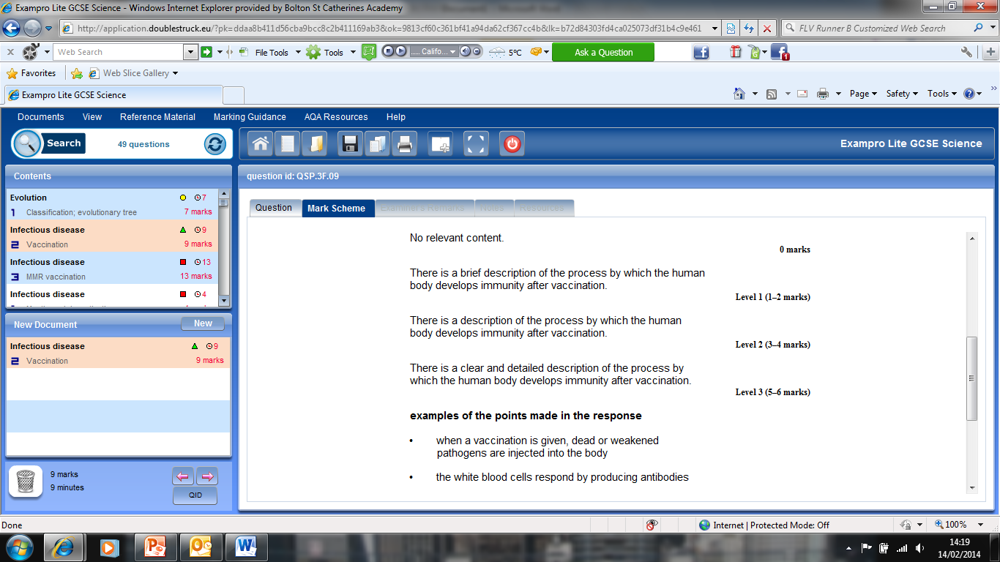 Exampro Lite GCSE Science - Windows Internet Explorer provided by Bolton St Catherines Academy
FLV Runner B Customized Web Search
Web Search
File Tools
Tools
..... Califo...
5°C
Ask a Question
1
Favorites
Web Slice Gallery
Exampro Lite GCSE Science
Page
Safety
Tools
Documents View Reference Material Marking Guidance AQA Resources Help
Search
49 questions
Exampro Lite GCSE Science
Contents
Evolution 7
1 Classification; evolutionary tree 7 marks
Infectious disease 9
2 Vaccination 9 marks
Infectious disease 13
3 MMR vaccination 13 marks
Infectious disease 4
New Document New
Infectious disease 9
2 Vaccination 9 marks
9 marks
9 minutes
QID
question id: QSP.3F.09
Question Mark Scheme Examiner's Remarks Notes Resources
No relevant content.
0 marks
There is a brief description of the process by which the human
body develops immunity after vaccination.
Level 1 (1–2 marks)
There is a description of the process by which the human
body develops immunity after vaccination.
Level 2 (3–4 marks)
There is a clear and detailed description of the process by
which the human body develops immunity after vaccination.
Level 3 (5–6 marks)
examples of the points made in the response
• when a vaccination is given, dead or weakened
pathogens are injected into the body
• the white blood cells respond by producing antibodies
Done
Internet | Protected Mode: Off
100%
14:19
14/02/2014